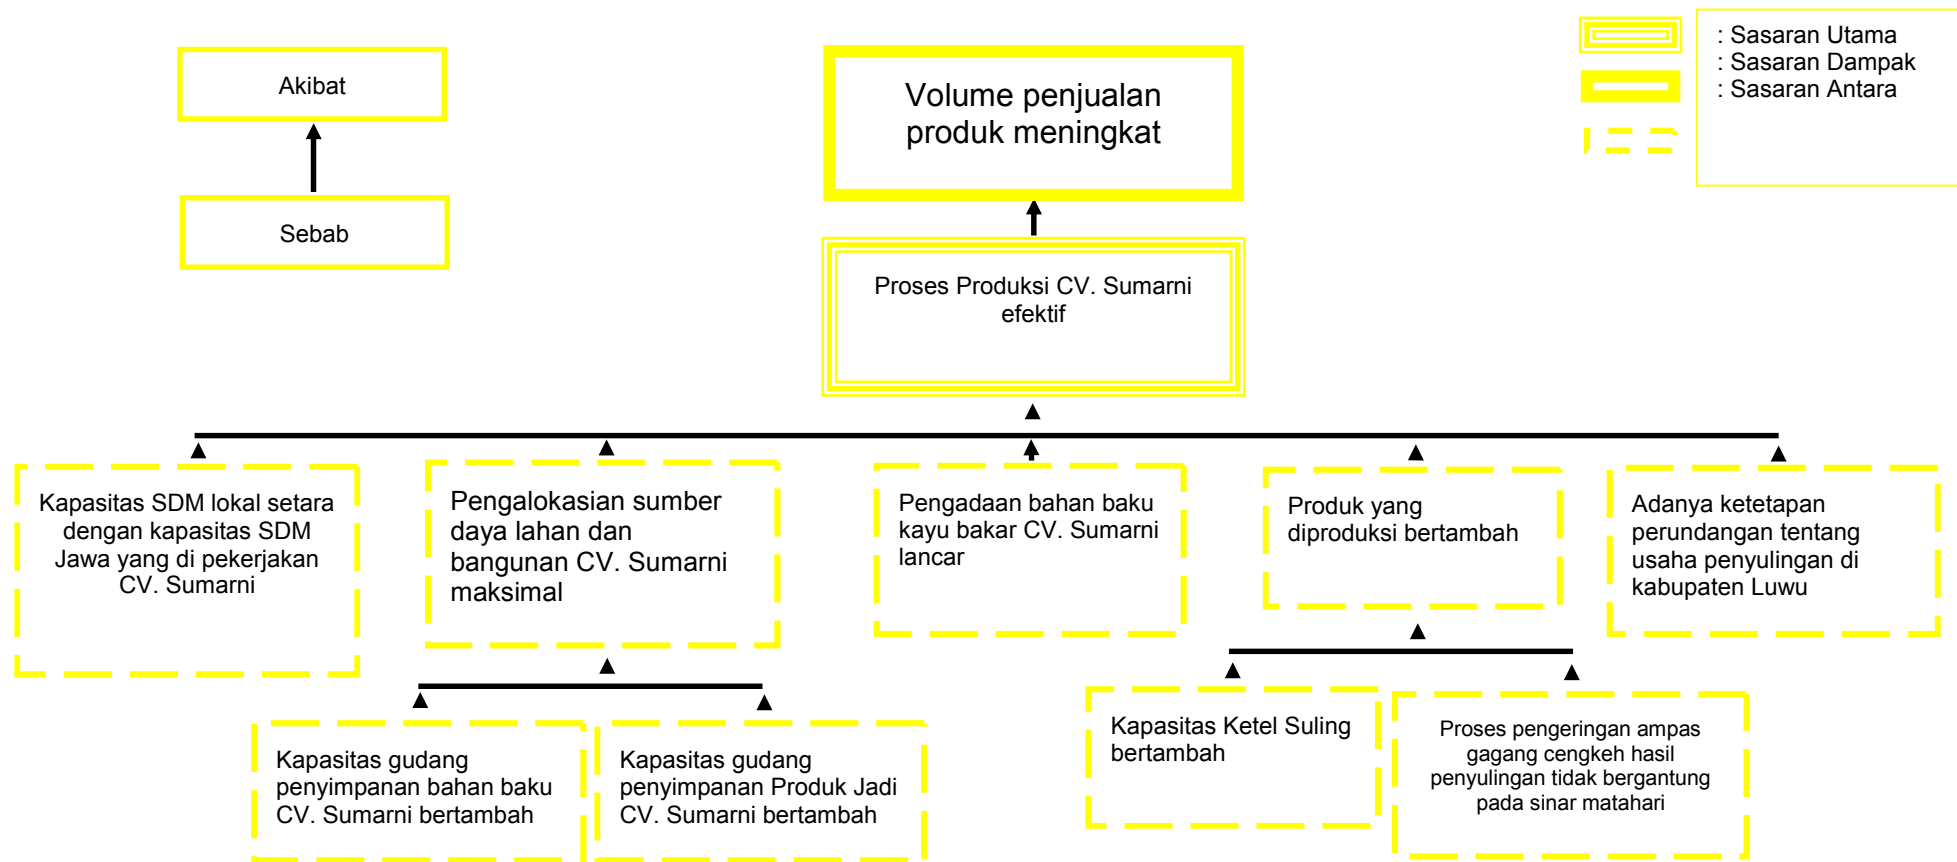 Akibat
Sebab
Volume penjualan
produk meningkat
: Sasaran Utama
: Sasaran Dampak
: Sasaran Antara
Proses Produksi CV. Sumarni
efektif
Kapasitas SDM lokal setara
dengan kapasitas SDM
Jawa yang di pekerjakan
CV. Sumarni
Pengalokasian sumber
daya lahan dan
bangunan CV. Sumarni
maksimal
Pengadaan bahan baku
kayu bakar CV. Sumarni
lancar
Produk yang
diproduksi bertambah
Adanya ketetapan
perundangan tentang
usaha penyulingan di
kabupaten Luwu
Kapasitas gudang
penyimpanan bahan baku
CV. Sumarni bertambah
Kapasitas gudang
penyimpanan Produk Jadi
CV. Sumarni bertambah
Kapasitas Ketel Suling
bertambah
Proses pengeringan ampas
gagang cengkeh hasil
penyulingan tidak bergantung
pada sinar matahari